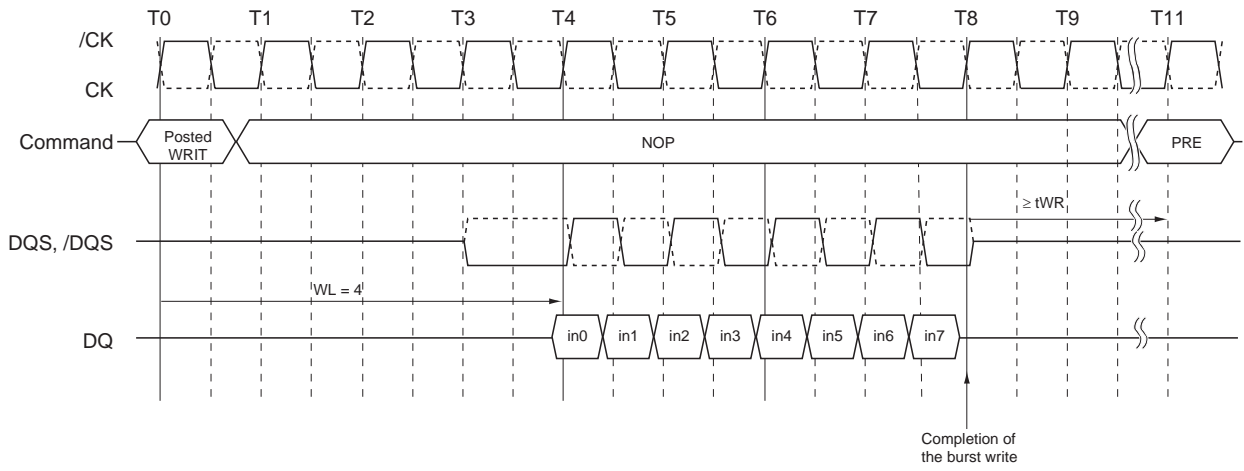 T0 T1 T2 T3 T4 T5 T6 T7 T8 T9 T11
/CK
CK
Command
Posted
WRIT
NOP
PRE
≥ tWR
DQS, /DQS
WL = 4
DQ
in0 in1 in2 in3 in4 in5 in6 in7
Completion of
the burst write